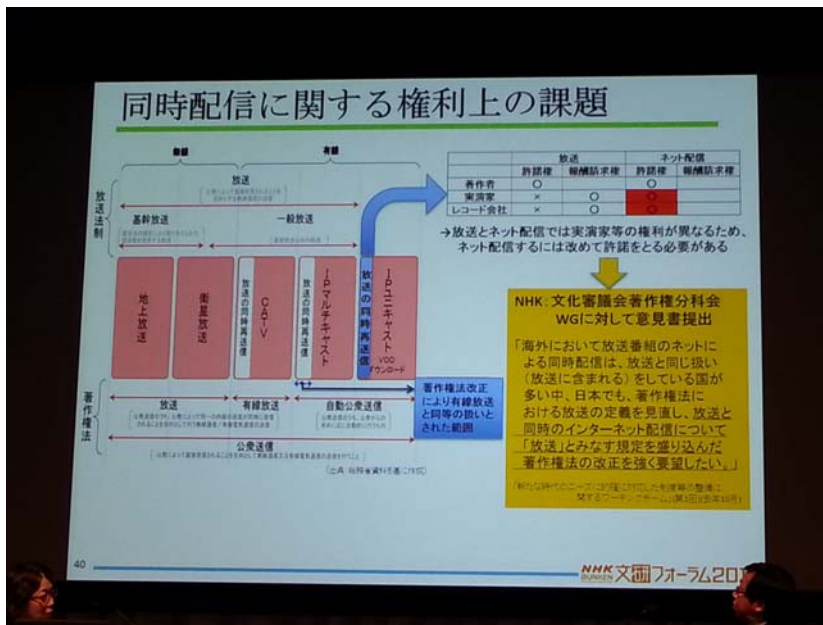 同時配信に関する権利上の課題
無線
有線
放送
放送法制
基幹放送
一般放送
地上放送
衛星放送
放送の同時再送信
CATV
放送の同時再送信
IPマルチキャスト
放送の同時再送信
IPユニキャスト
VOD
ダウンロード
著作権法
放送
有線放送
自動公衆送信
公衆送信
著作権法改正
により有線放送
と同等の扱いと
された範囲
放送
ネット配信
許諾権
報酬請求権
許諾権
報酬請求権
著作者
○
○
実演家
×
○
○
レコード会社
×
○
○
→放送とネット配信では実演家等の権利が異なるため、
ネット配信するには改めて許諾をとる必要がある
NHK：文化審議会著作権分科会
WGに対して意見書提出
「海外において放送番組のネットに
よる同時配信は、放送と同じ扱い
（放送に含まれる）をしている国が
多い中、日本でも、著作権法に
おける放送の定義を見直し、放送と
同時のインターネット配信について
「放送」とみなす規定を盛り込んだ
著作権法の改正を強く要望したい。」
40
NHK
BUNKEN
文研フォーラム